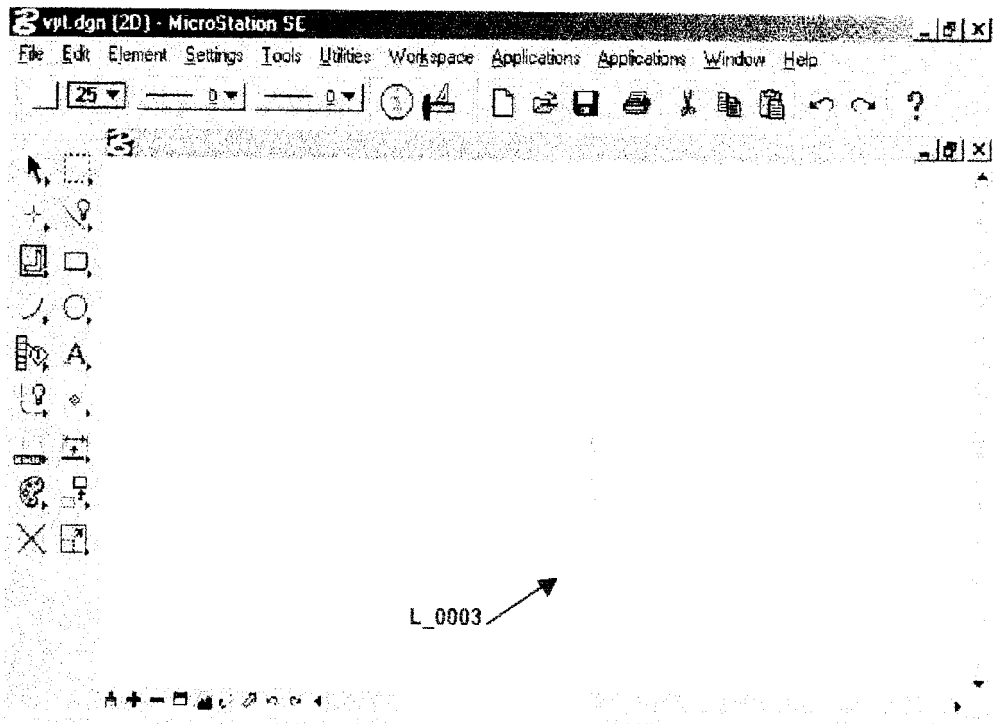 vpt.dgn (2D) - MicroStation SE
File Edit Element Settings Tools Utilities Workspace Applications Applications Window Help
25 0 0
L_0003